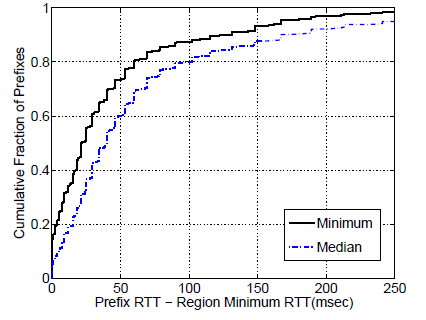 1
0.8
0.6
0.4
0.2
0
Cumulative Fraction of Prefixes
Minimum
Median
0 50 100 150 200 250
Prefix RTT − Region Minimum RTT(msec)